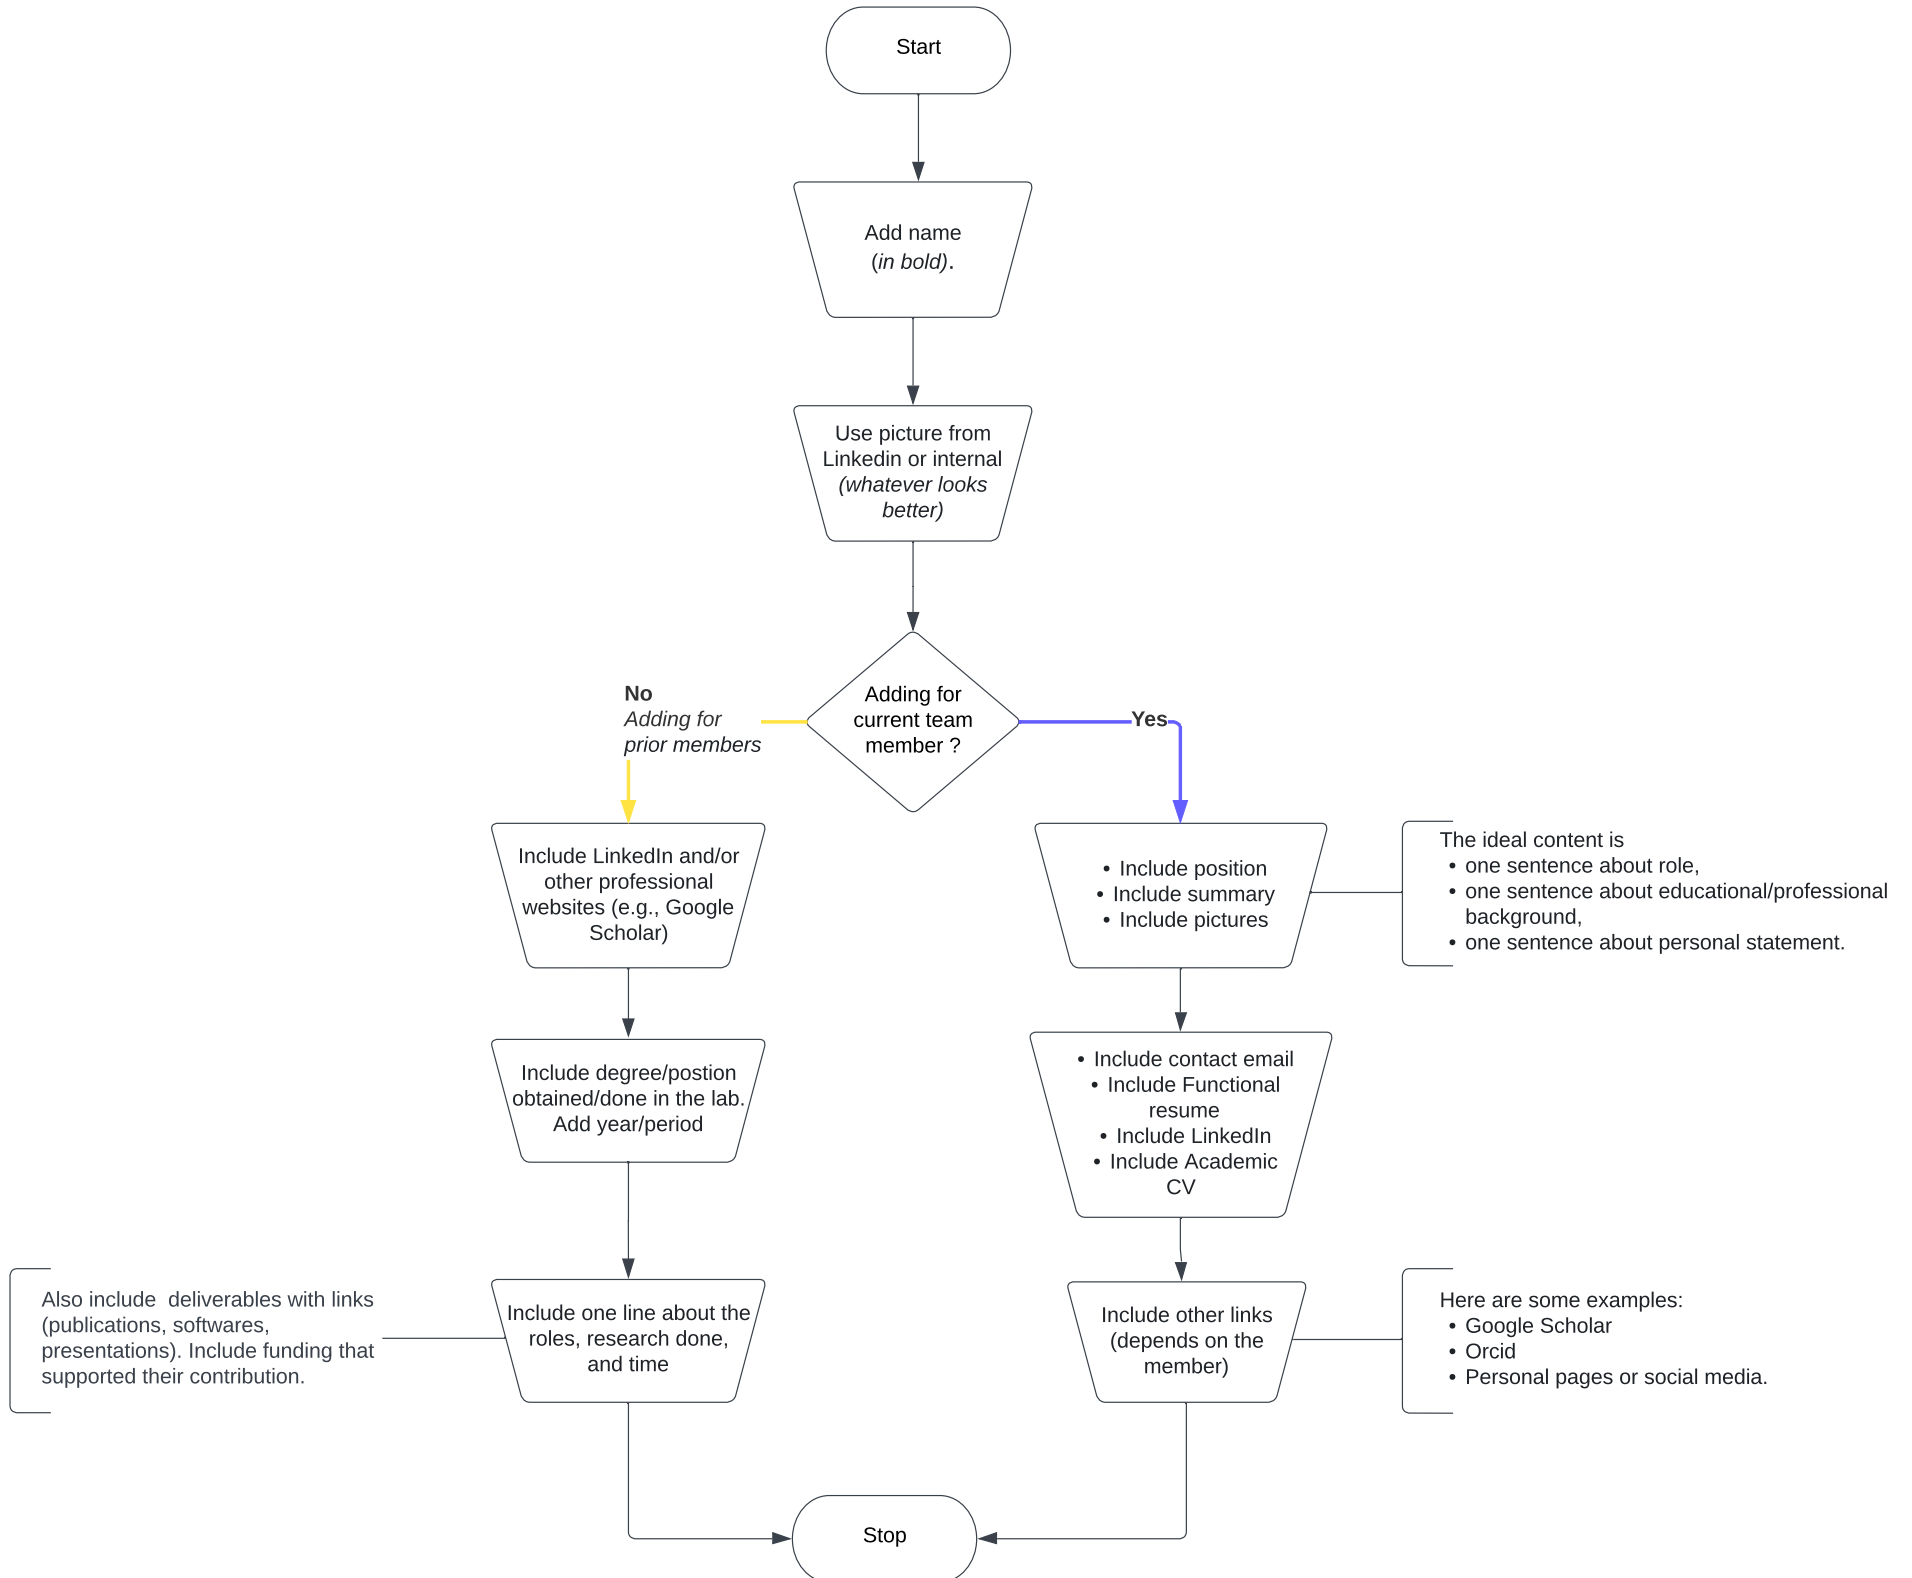 Start
Add name
(in bold).
Use picture from
Linkedin or internal
(whatever looks
better)
Adding for
current team
member ?
No
Adding for
prior members
Yes
Include LinkedIn and/or
other professional
websites (e.g., Google
Scholar)
• Include position
• Include summary
• Include pictures
The ideal content is
• one sentence about role,
• one sentence about educational/professional
background,
• one sentence about personal statement.
Include degree/postion
obtained/done in the lab.
Add year/period
• Include contact email
• Include Functional
resume
• Include LinkedIn
• Include Academic
CV
Also include  deliverables with links
(publications, softwares,
presentations). Include funding that
supported their contribution.
Include one line about the
roles, research done,
and time
Include other links
(depends on the
member)
Here are some examples:
• Google Scholar
• Orcid
• Personal pages or social media.
Stop